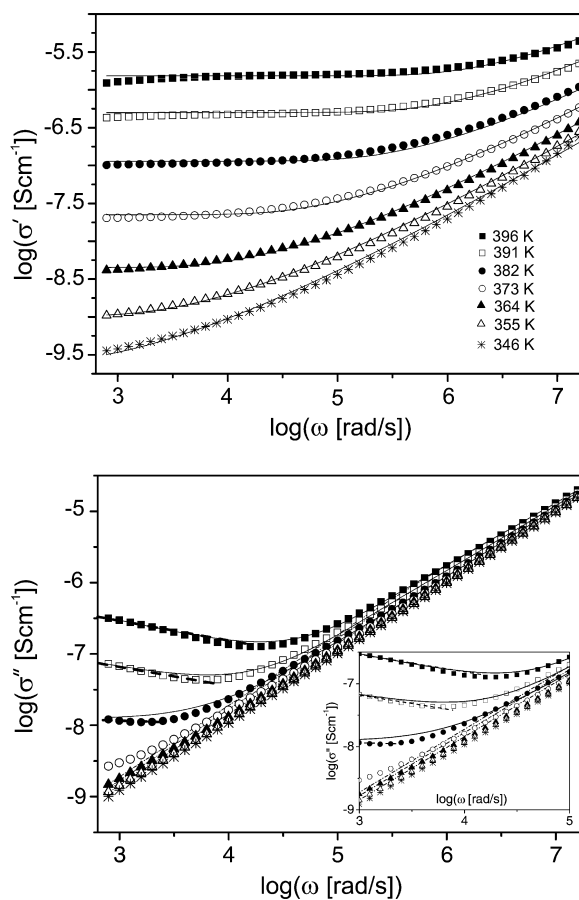 log(σ′ [Scm⁻¹])
-5.5
-6.5
-7.5
-8.5
-9.5
396 K
391 K
382 K
373 K
364 K
355 K
346 K
3 4 5 6 7
log(ω [rad/s])
log(σ″ [Scm⁻¹])
-5
-6
-7
-8
-9
log(σ″ [Scm⁻¹])
-7
-8
-9
log(ω [rad/s])
3 4 5
3 4 5 6 7
log(ω [rad/s])